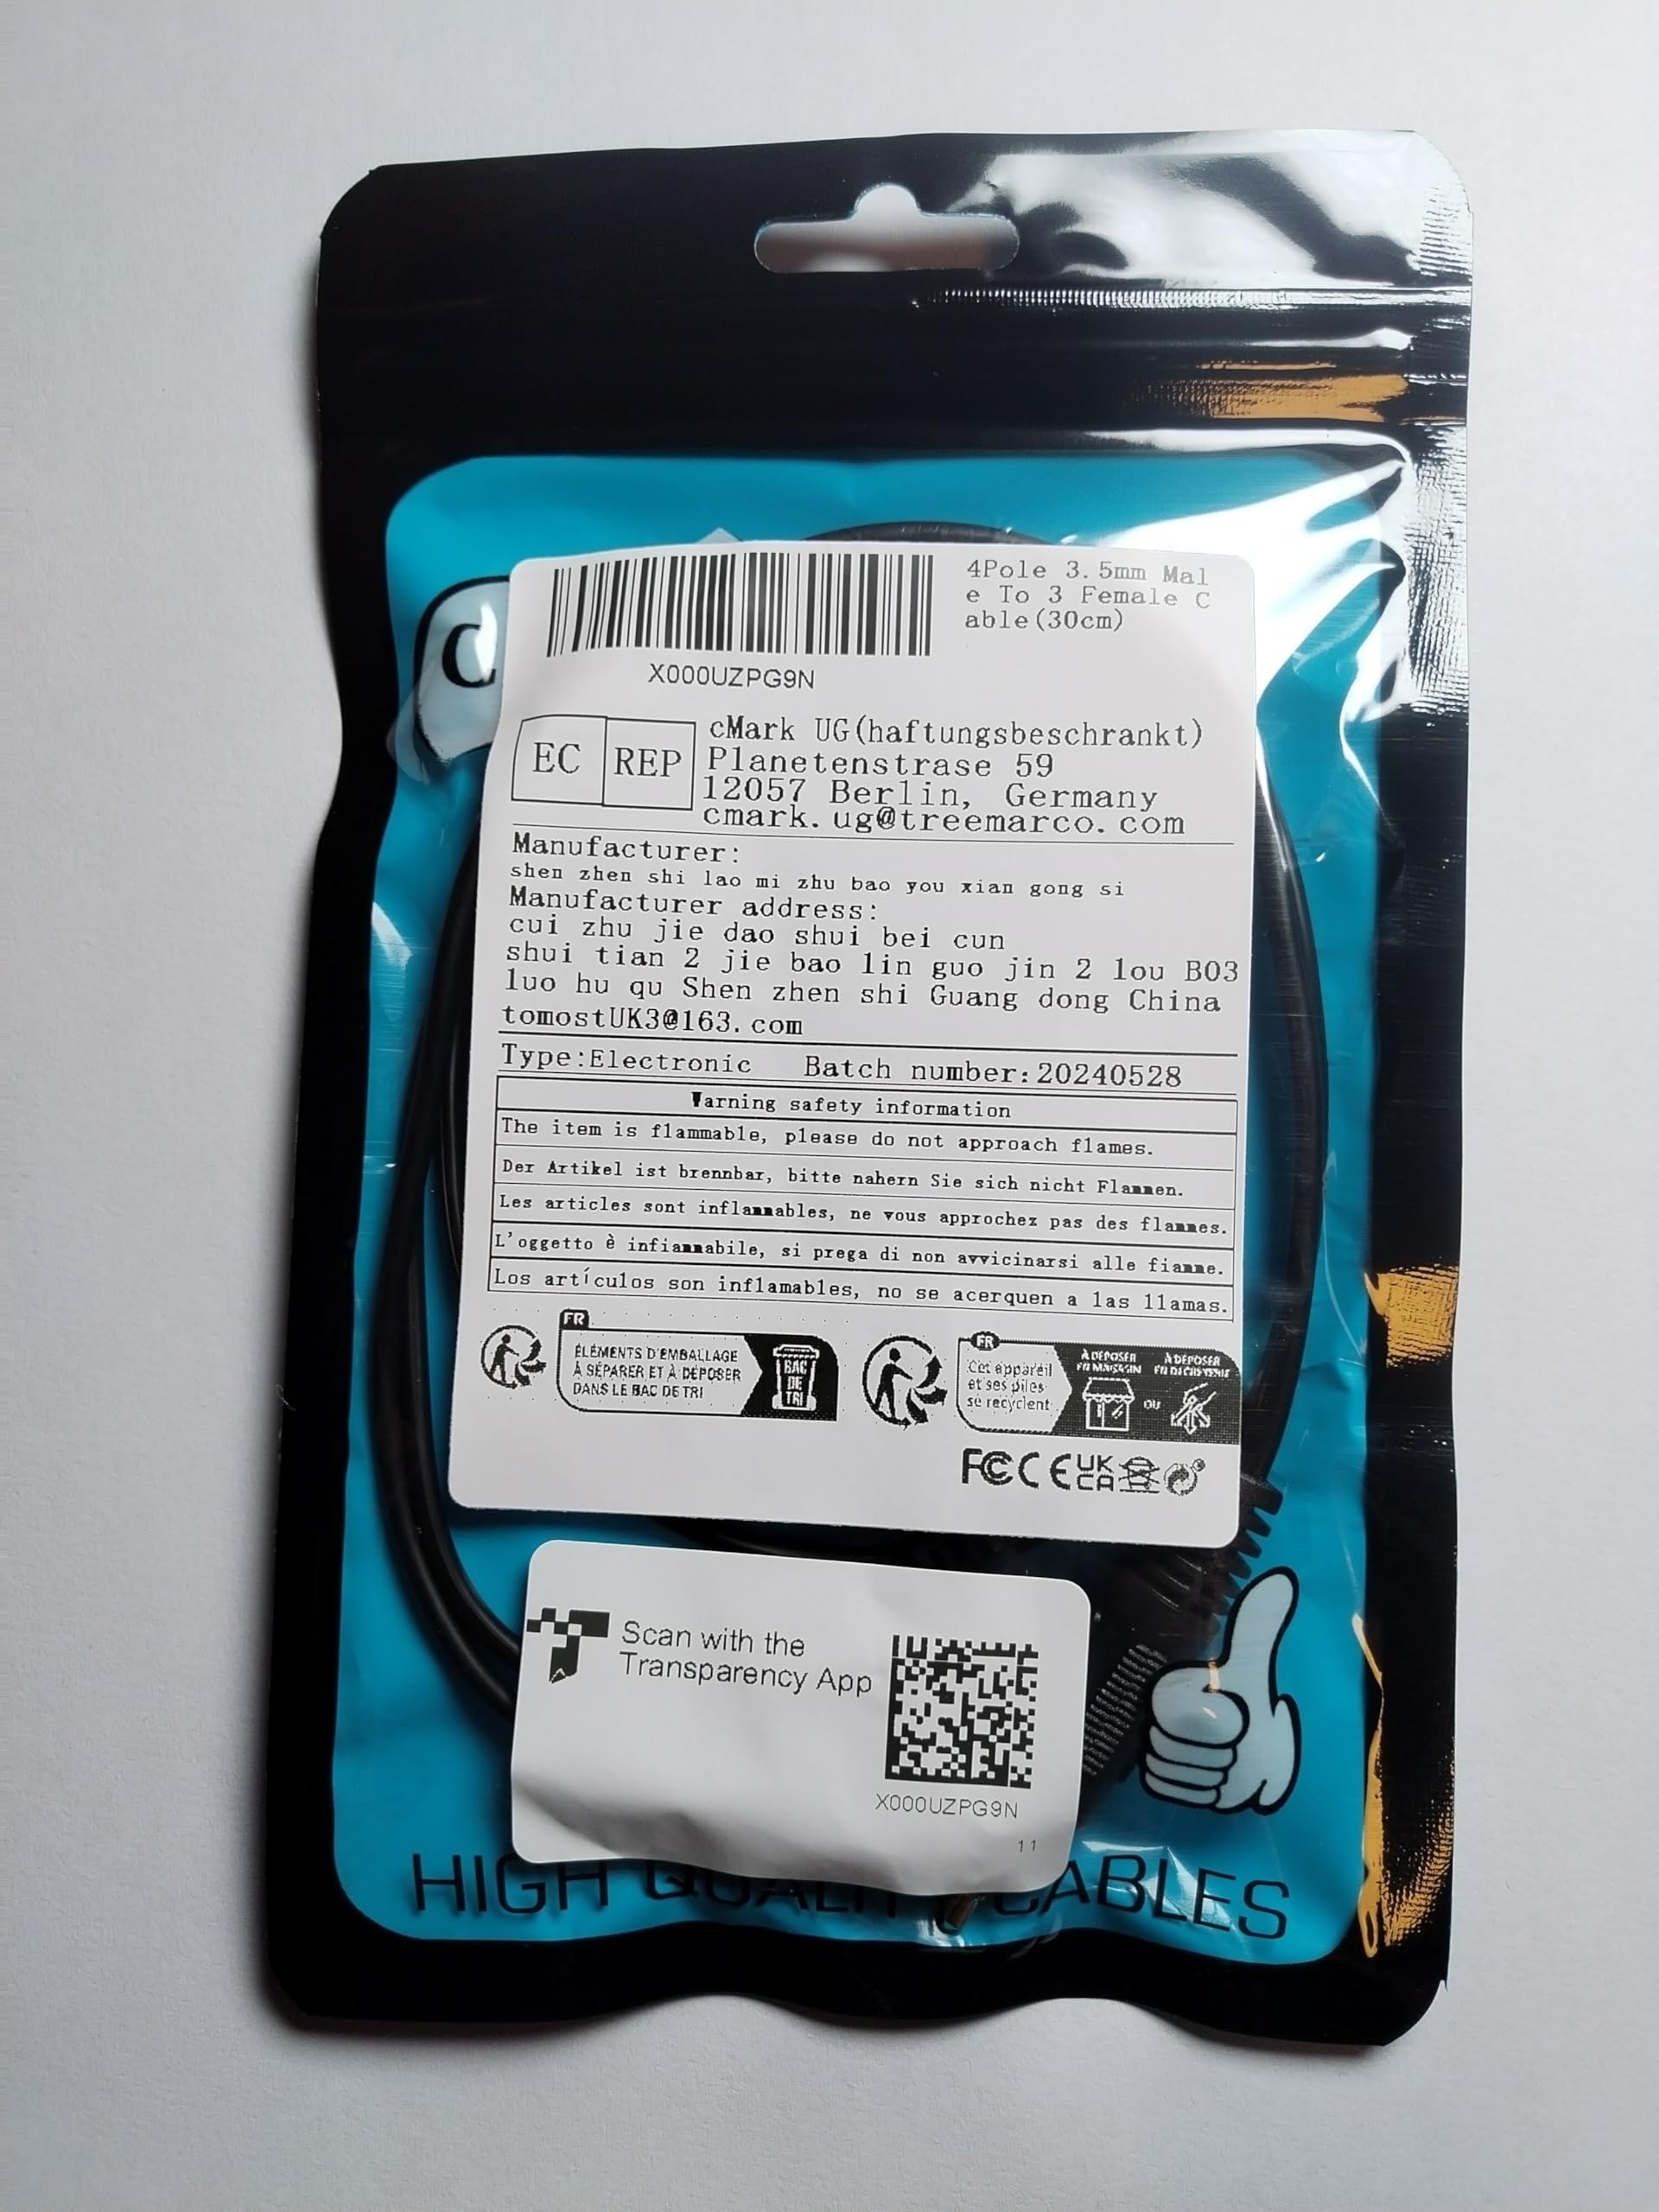 C
4Pole 3.5mm Mal
e To 3 Female C
able(30cm)
X000UZPG9N
EC REP
cMark UG(haftungsbeschrankt)
Planetenstrase 59
12057 Berlin, Germany
cmark.ug@treemarco.com
Manufacturer:
shen zhen shi lao mi zhu bao you xian gong si
Manufacturer address:
cui zhu jie dao shui bei cun
shui tian 2 jie bao lin guo jin 2 lou B03
luo hu qu Shen zhen shi Guang dong China
tomostUK3@163.com
Type:Electronic Batch number:20240528
Warning safety information
The item is flammable, please do not approach flames.
Der Artikel ist brennbar, bitte nahern Sie sich nicht Flammen.
Les articles sont inflammables, ne vous approchez pas des flammes.
L'oggetto è infiammabile, si prega di non avvicinarsi alle fiamme.
Los artículos son inflamables, no se acerquen a las llamas.
FR
ÉLÉMENTS D'EMBALLAGE
À SÉPARER ET À DÉPOSER
DANS LE BAC DE TRI
BAC
DE
TRI
FR
Cet appareil
et ses piles
se recyclent
À DÉPOSER
EN MAGASIN
OU
À DÉPOSER
EN DÉCHÈTERIE
FC CE UK
CA
Scan with the
Transparency App
X000UZPG9N
11
HIGH QUALITY CABLES